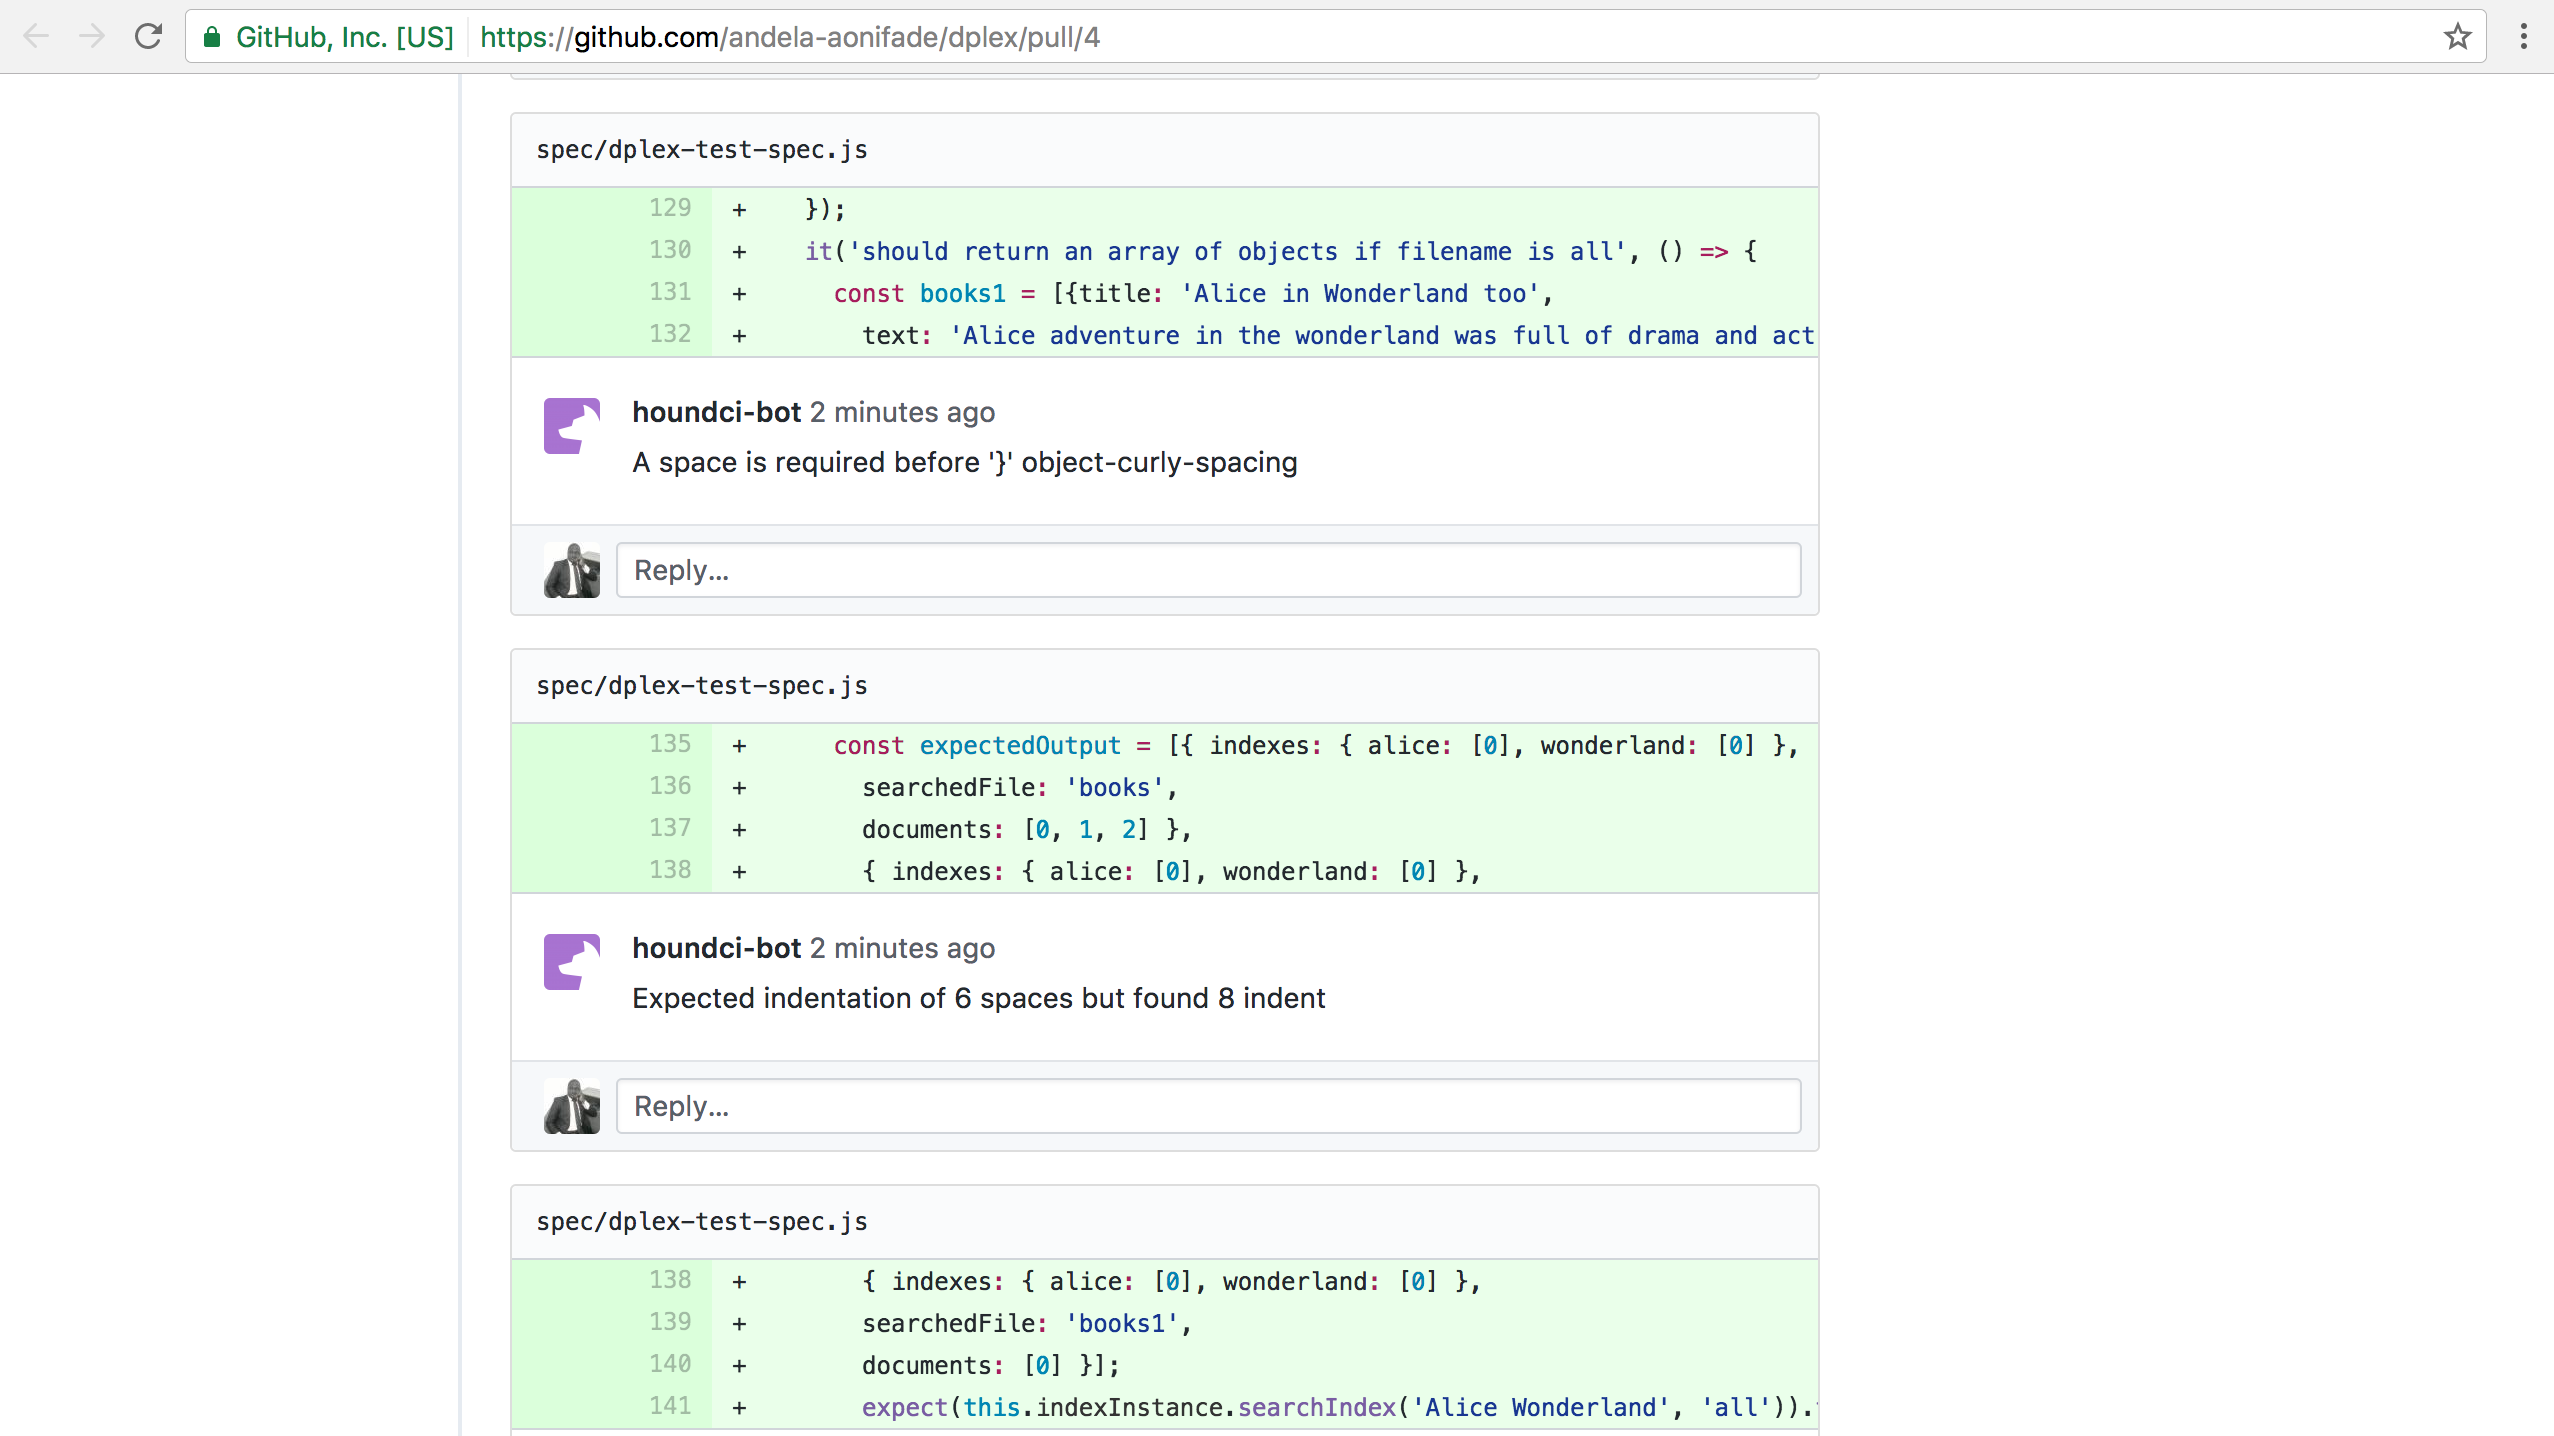 GitHub, Inc. [US] https://github.com/andela-aonifade/dplex/pull/4
spec/dplex-test-spec.js
129 + });
130 + it('should return an array of objects if filename is all', () => {
131 + const books1 = [{title: 'Alice in Wonderland too',
132 + text: 'Alice adventure in the wonderland was full of drama and act
houndci-bot 2 minutes ago
A space is required before '}' object-curly-spacing
Reply...
spec/dplex-test-spec.js
135 + const expectedOutput = [{ indexes: { alice: [0], wonderland: [0] },
136 + searchedFile: 'books',
137 + documents: [0, 1, 2] },
138 + { indexes: { alice: [0], wonderland: [0] },
houndci-bot 2 minutes ago
Expected indentation of 6 spaces but found 8 indent
Reply...
spec/dplex-test-spec.js
138 + { indexes: { alice: [0], wonderland: [0] },
139 + searchedFile: 'books1',
140 + documents: [0] }];
141 + expect(this.indexInstance.searchIndex('Alice Wonderland', 'all')).